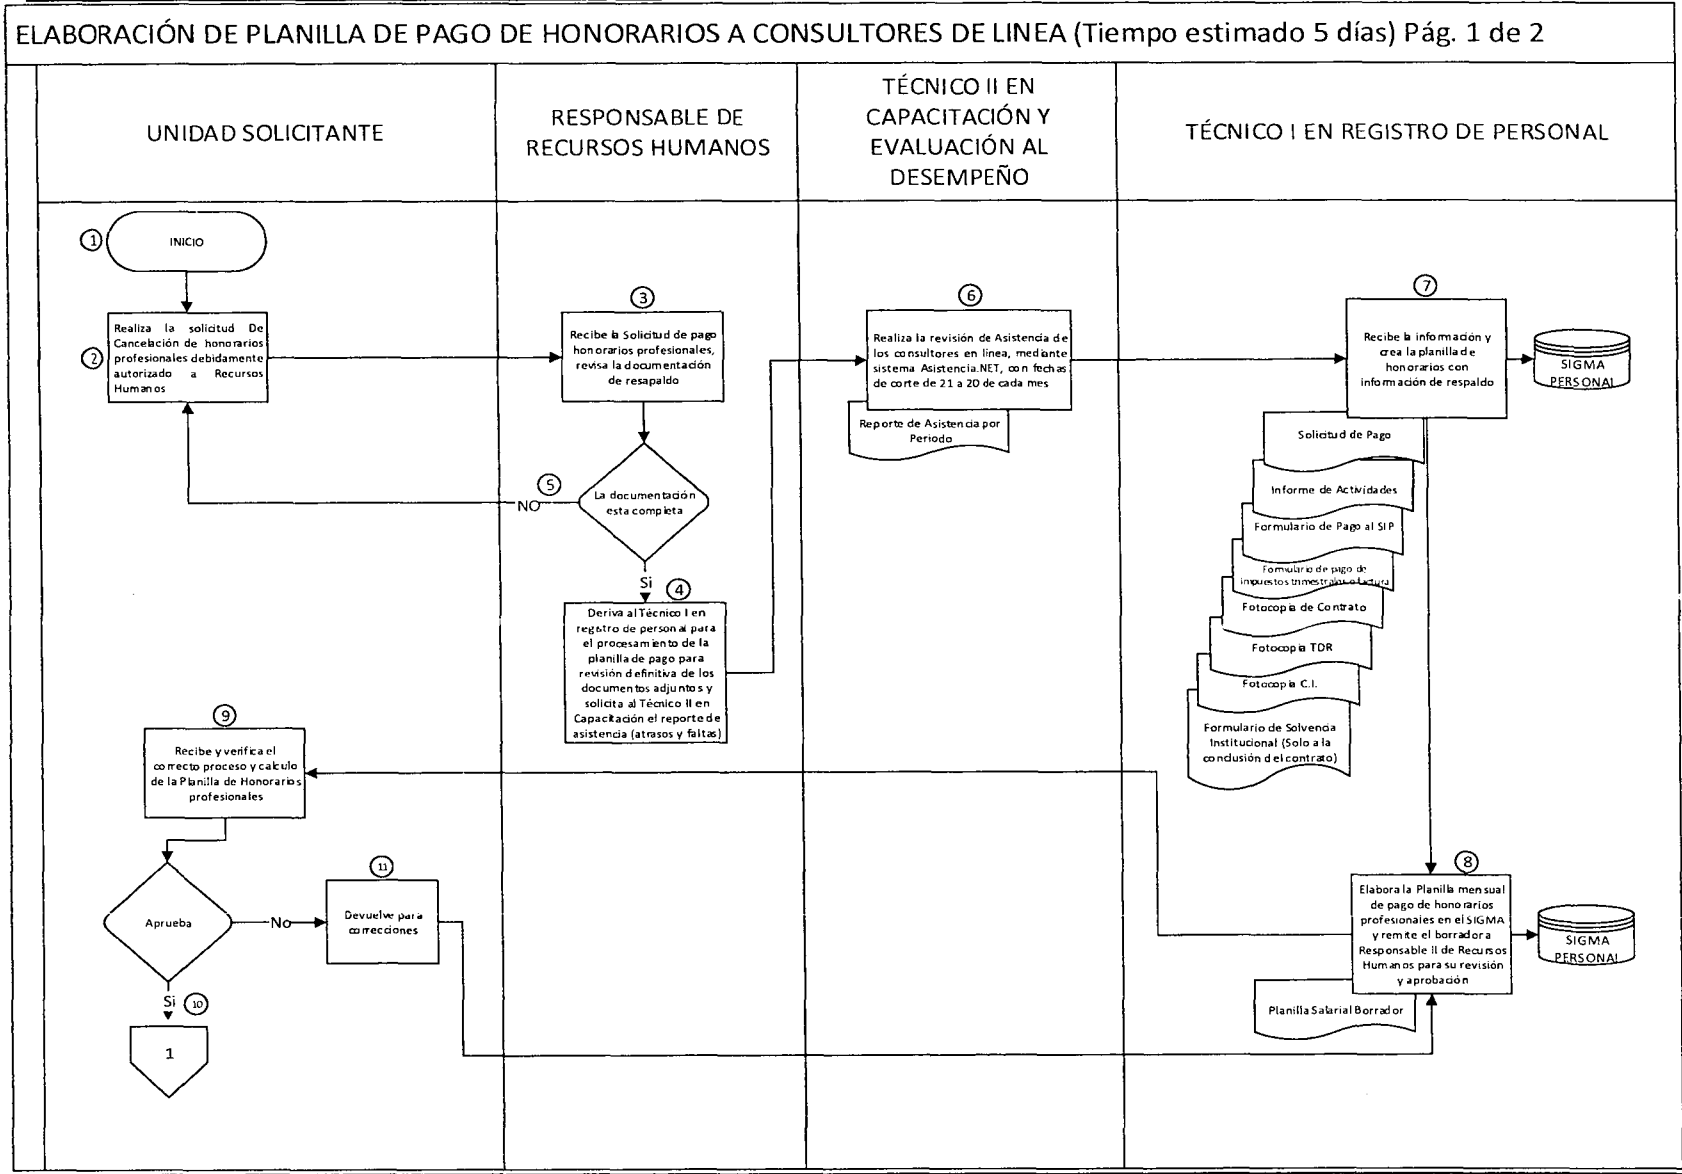 ELABORACIÓN DE PLANILLA DE PAGO DE HONORARIOS A CONSULTORES DE LINEA (Tiempo estimado 5 días) Pág. 1 de 2
UNIDAD SOLICITANTE
RESPONSABLE DE
RECURSOS HUMANOS
TÉCNICO II EN
CAPACITACIÓN Y
EVALUACIÓN AL
DESEMPEÑO
TÉCNICO I EN REGISTRO DE PERSONAL
1
INICIO
2
Realiza la solicitud De
Cancelación de honorarios
profesionales debidamente
autorizado a Recursos
Humanos
3
Recibe la Solicitud de pago
honorarios profesionales,
revisa la documentación
de resapaldo
5
NO
La documentación
esta completa
Si
4
Deriva al Técnico I en
registro de personal para
el procesamiento de la
planilla de pago para
revisión definitiva de los
documentos adjuntos y
solicita al Técnico II en
Capacitación el reporte de
asistencia (atrasos y faltas)
6
Realiza la revisión de Asistencia de
los consultores en línea, mediante
sistema Asistencia.NET, con fechas
de corte de 21 a 20 de cada mes
Reporte de Asistencia por
Periodo
7
Recibe la información y
crea la planilla de
honorarios con
información de respaldo
SIGMA
PERSONAL
Solicitud de Pago
Informe de Actividades
Formulario de Pago al SIP
Formulario de pago de
impuestos trimestrales o factura
Fotocopia de Contrato
Fotocopia TDR
Fotocopia C.I.
Formulario de Solvencia
Institucional (Solo a la
conclusión del contrato)
8
Elabora la Planilla mensual
de pago de honorarios
profesionales en el SIGMA
y remite el borrador a
Responsable II de Recursos
Humanos para su revisión
y aprobación
SIGMA
PERSONAL
Planilla Salarial Borrador
9
Recibe y verifica el
correcto proceso y calculo
de la Planilla de Honorarios
profesionales
Aprueba
No
11
Devuelve para
correcciones
Si
10
1